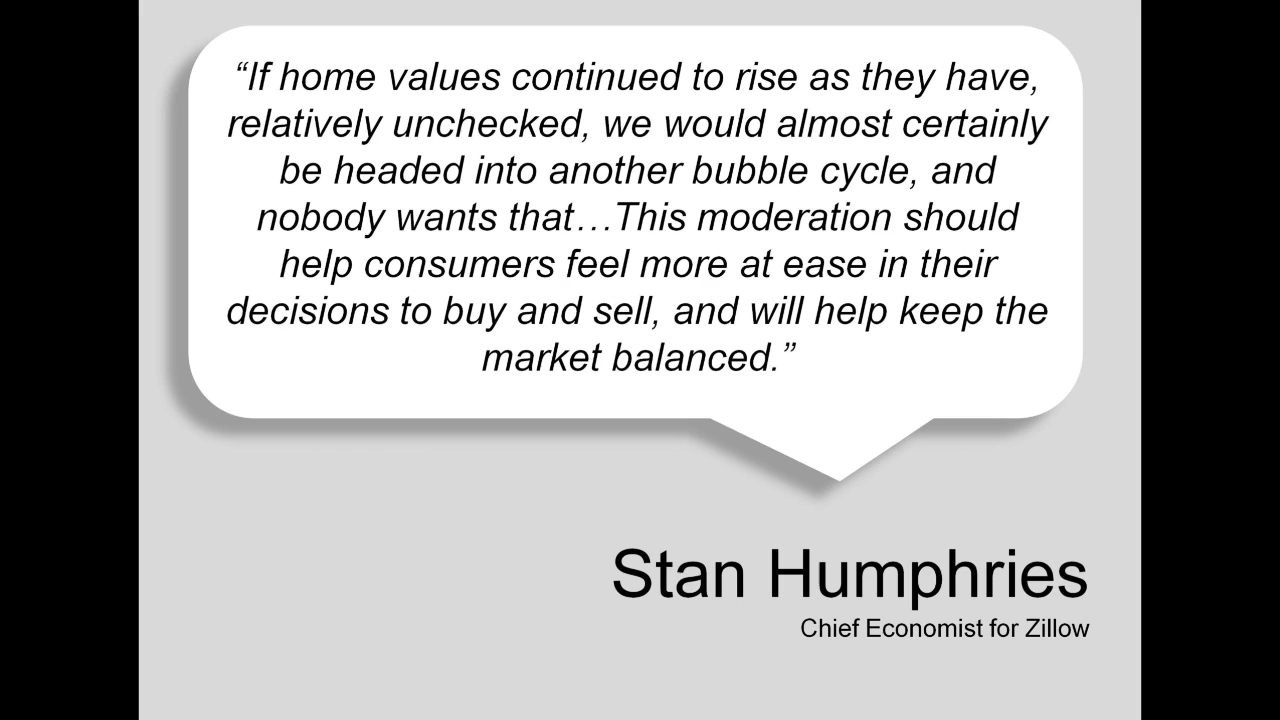 “If home values continued to rise as they have,
relatively unchecked, we would almost certainly
be headed into another bubble cycle, and
nobody wants that…This moderation should
help consumers feel more at ease in their
decisions to buy and sell, and will help keep the
market balanced.”
Stan Humphries
Chief Economist for Zillow